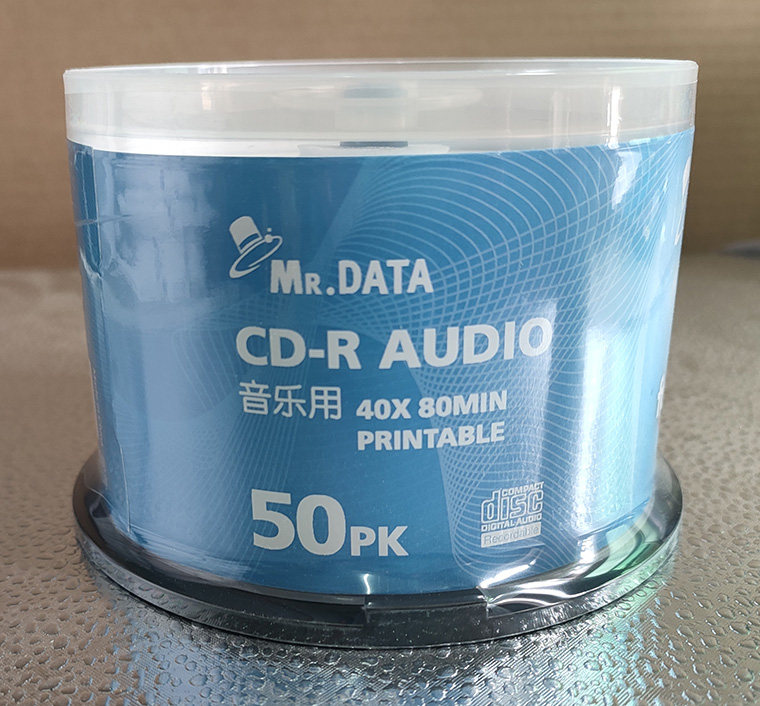 MR.DATA
CD-R AUDIO
音乐用 40X 80MIN
PRINTABLE
50PK
COMPACT
disc
DIGITAL AUDIO
Recordable